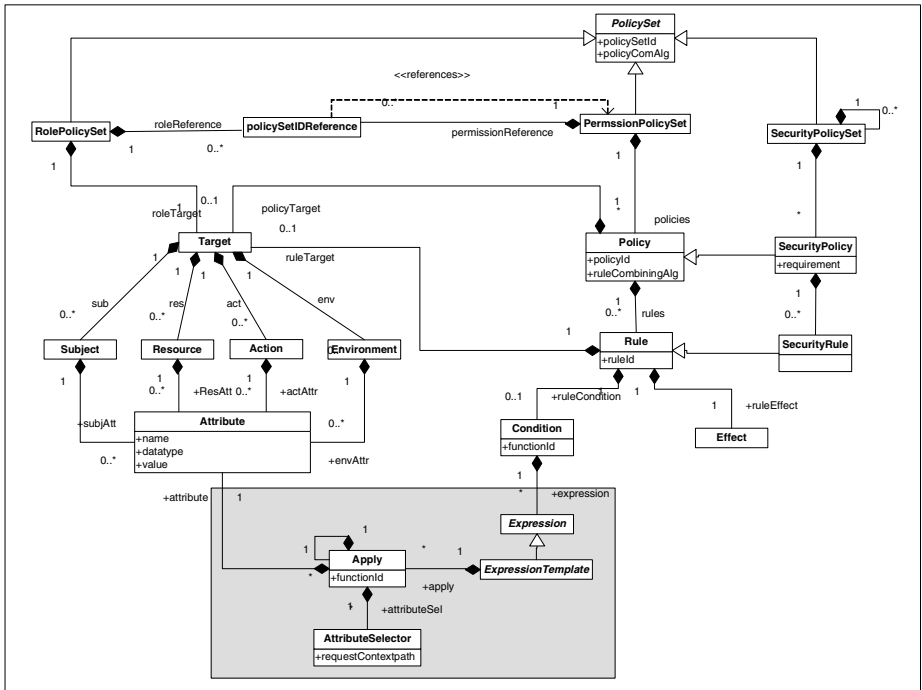 PolicySet
+policySetId
+policyComAlg
<<references>>
0..*
1
1
0..*
RolePolicySet
roleReference
policySetIDReference
permissionReference
PermssionPolicySet
SecurityPolicySet
1
0..*
1
1
1
1
0..1
roleTarget
policyTarget
0..1
1
*
policies
*
Target
ruleTarget
Policy
+policyId
+ruleCombiningAlg
SecurityPolicy
+requirement
1
1
1
1
sub
res
act
env
1
0..*
rules
1
0..*
0..*
0..*
0..*
0..
Subject
Resource
Action
Environment
1
Rule
+ruleId
SecurityRule
1
1
1
1
0..*
+ResAtt
0..*
+actAttr
0..1
+ruleCondition
1
1
1
+ruleEffect
+subjAtt
Attribute
+name
+datatype
+value
0..*
Condition
+functionId
Effect
0..*
+envAttr
1
+attribute
1
*
+expression
Expression
1
1
*
1
Apply
+functionId
*
+apply
ExpressionTemplate
1
+attributeSel
AttributeSelector
+requestContextpath